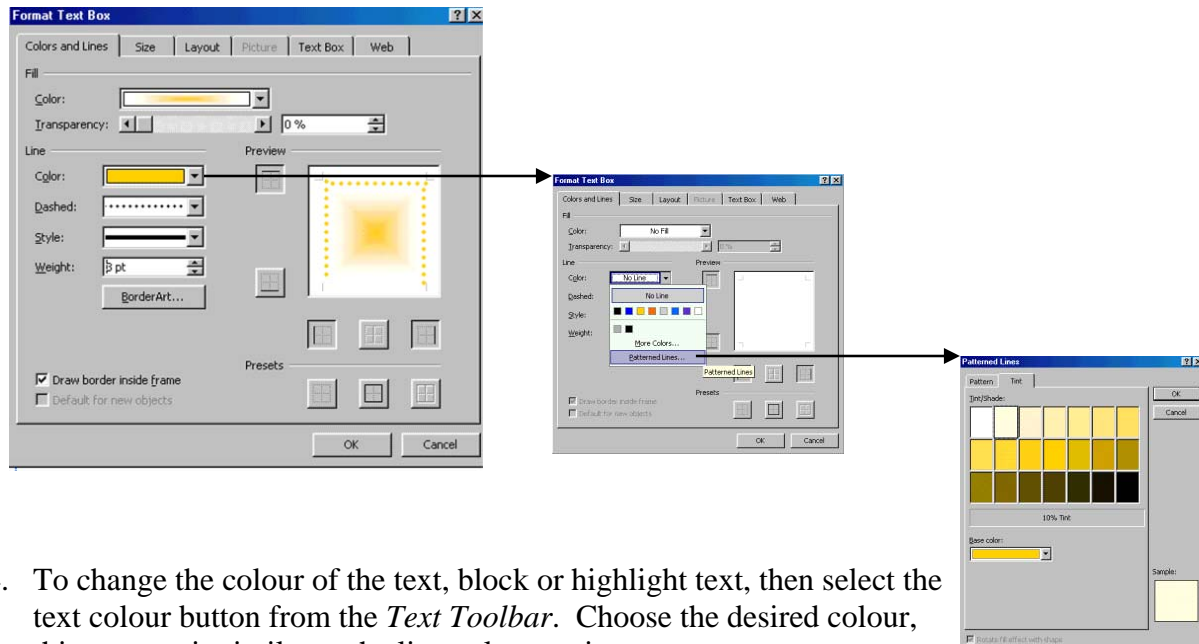 Format Text Box
Colors and Lines Size Layout Picture Text Box Web
Fill
Color:
Transparency: 0 %
Line Preview
Color:
Dashed:
Style:
Weight: 3 pt
BorderArt...
Presets
Draw border inside frame
Default for new objects
OK Cancel
Format Text Box
Colors and Lines Size Layout Picture Text Box Web
Fill
Color: No Fill
Transparency: 0 %
Line Preview
Color: No Line
Dashed: No Line
Style:
Weight:
More Colors...
Patterned Lines...
Patterned Lines
Presets
Draw border inside frame
Default for new objects
OK Cancel
Patterned Lines
Pattern Tint
Tint/Shade:
OK
Cancel
10% Tint
Base color:
Sample:
Rotate fill effect with shape
. To change the colour of the text, block or highlight text, then select the
text colour button from the Text Toolbar. Choose the desired colour,